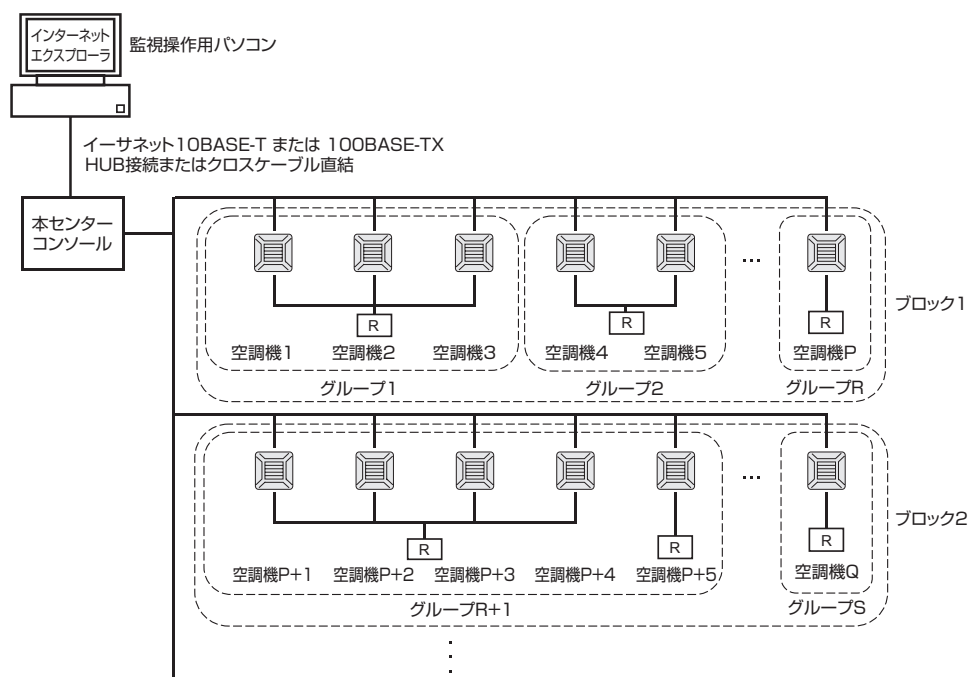 インターネット
エクスプローラ
監視操作用パソコン
イーサネット10BASE-T または 100BASE-TX
HUB接続またはクロスケーブル直結
本センター
コンソール
R
R
R
空調機1
空調機2
空調機3
空調機4
空調機5
…
空調機P
グループ1
グループ2
グループR
ブロック1
R
R
R
空調機P+1
空調機P+2
空調機P+3
空調機P+4
空調機P+5
…
空調機Q
グループR+1
グループS
ブロック2